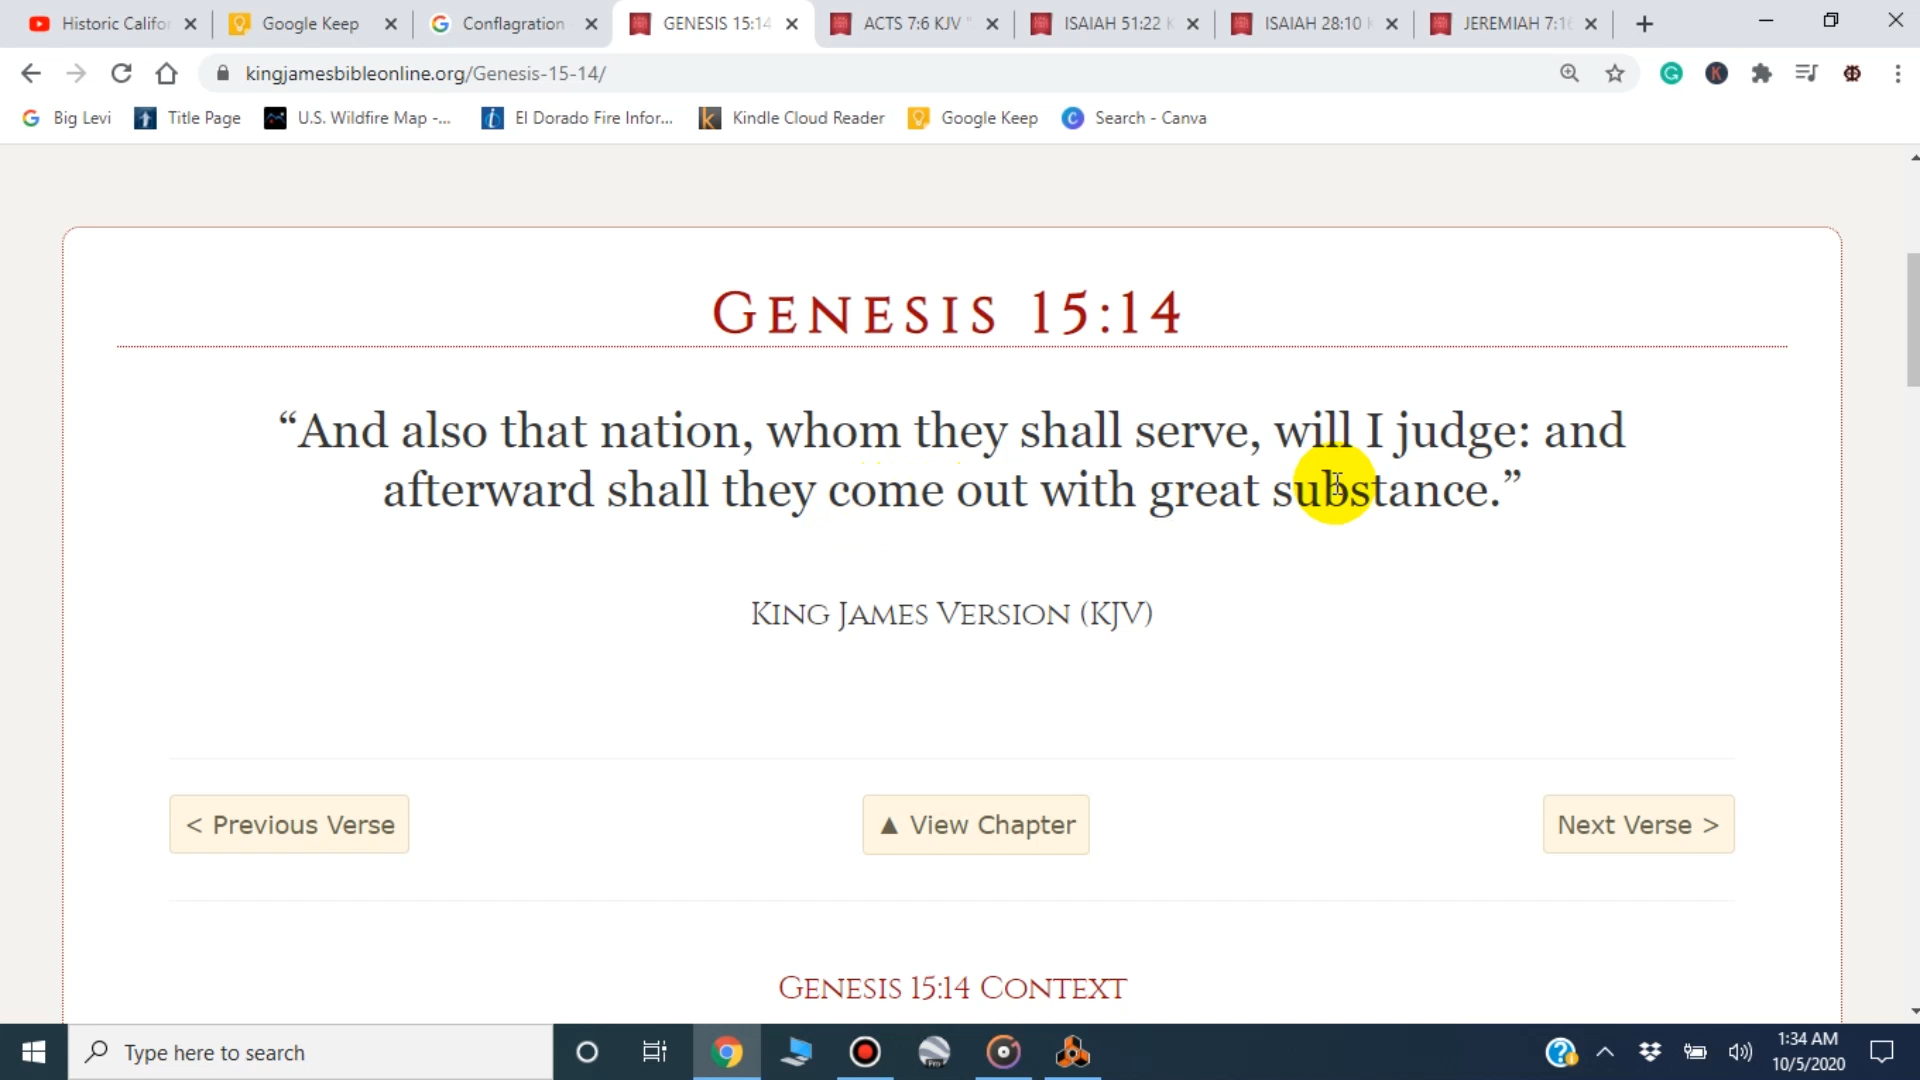 Historic Califor
Google Keep
Conflagration
GENESIS 15:14
ACTS 7:6 KJV "
ISAIAH 51:22 K
ISAIAH 28:10 K
JEREMIAH 7:16
kingjamesbibleonline.org/Genesis-15-14/
Big Levi
Title Page
U.S. Wildfire Map -...
El Dorado Fire Infor...
Kindle Cloud Reader
Google Keep
Search - Canva
GENESIS 15:14
“And also that nation, whom they shall serve, will I judge: and
afterward shall they come out with great substance.”
KING JAMES VERSION (KJV)
< Previous Verse
▲ View Chapter
Next Verse >
GENESIS 15:14 CONTEXT
Type here to search
1:34 AM
10/5/2020